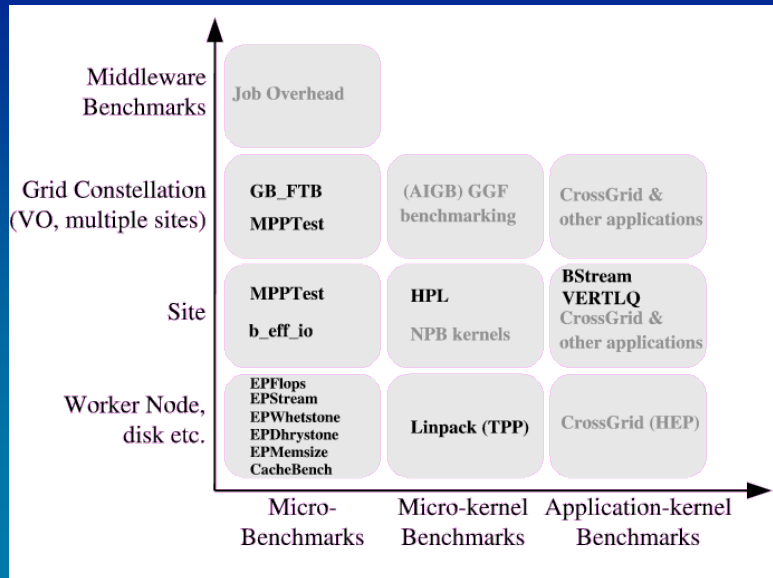 Middleware
Benchmarks
Job Overhead
Grid Constellation
(VO, multiple sites)
GB_FTB
MPPTest
(AIGB) GGF
benchmarking
CrossGrid &
other applications
Site
MPPTest
b_eff_io
HPL
NPB kernels
BStream
VERTLQ
CrossGrid &
other applications
Worker Node,
disk etc.
EPFlops
EPStream
EPWhetstone
EPDhrystone
EPMemsize
CacheBench
Linpack (TPP)
CrossGrid (HEP)
Micro-
Benchmarks
Micro-kernel
Benchmarks
Application-kernel
Benchmarks